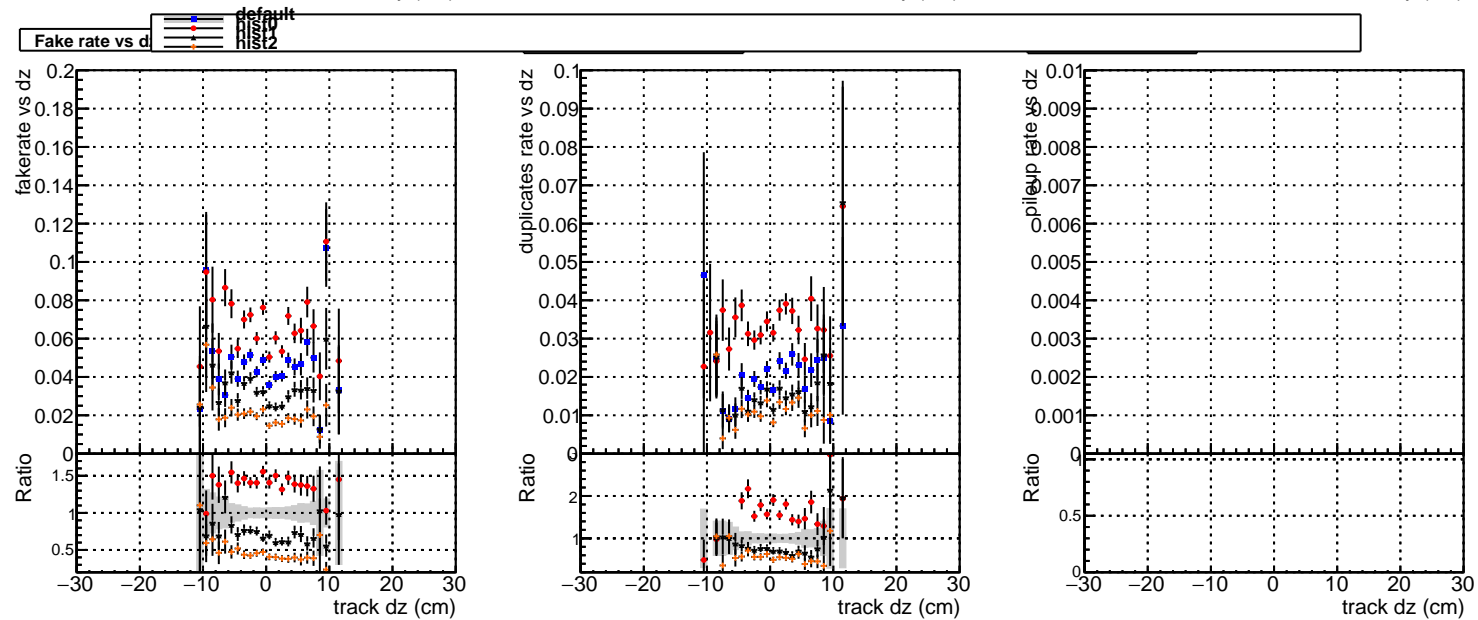 default
hist0
hist1
hist2
Fake rate vs dz
fakerate vs dz
0.2
0.18
0.16
0.14
0.12
0.1
0.08
0.06
0.04
0.02
0
Ratio
1.5
1
0.5
−30 −20 −10 0 10 20 30
track dz (cm)
duplicates rate vs dz
0.1
0.09
0.08
0.07
0.06
0.05
0.04
0.03
0.02
0.01
0
Ratio
2
1
−30 −20 −10 0 10 20 30
track dz (cm)
pileup rate vs dz
0.01
0.009
0.008
0.007
0.006
0.005
0.004
0.003
0.002
0.001
0
Ratio
1
0.5
0
−30 −20 −10 0 10 20 30
track dz (cm)